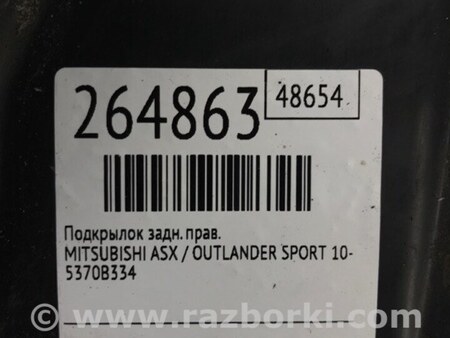 264863
48654
Подкрылок задн. прав.
MITSUBISHI ASX / OUTLANDER SPORT 10-
5370B334
© www.razborki.com